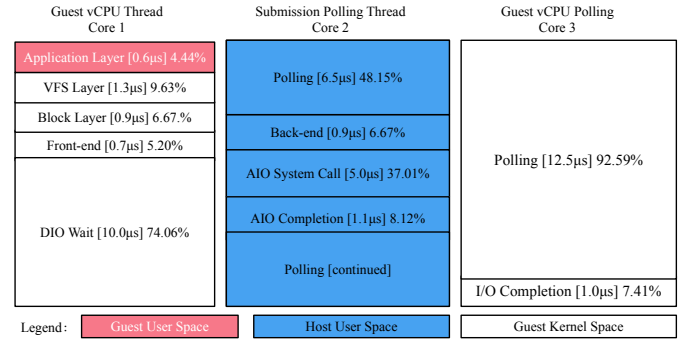 Guest vCPU Thread
Core 1
Application Layer [0.6μs] 4.44%
VFS Layer [1.3μs] 9.63%
Block Layer [0.9μs] 6.67.%
Front-end [0.7μs] 5.20%
DIO Wait [10.0μs] 74.06%
Submission Polling Thread
Core 2
Polling [6.5μs] 48.15%
Back-end [0.9μs] 6.67%
AIO System Call [5.0μs] 37.01%
AIO Completion [1.1μs] 8.12%
Polling [continued]
Guest vCPU Polling
Core 3
Polling [12.5μs] 92.59%
I/O Completion [1.0μs] 7.41%
Legend:
Guest User Space
Host User Space
Guest Kernel Space